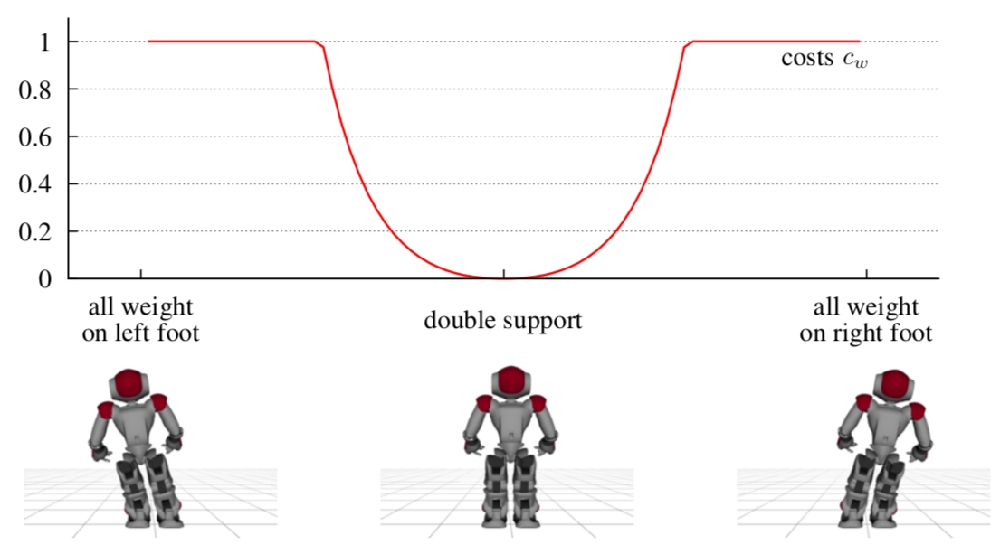 1
costs c_w
0.8
0.6
0.4
0.2
0
all weight
on left foot
double support
all weight
on right foot